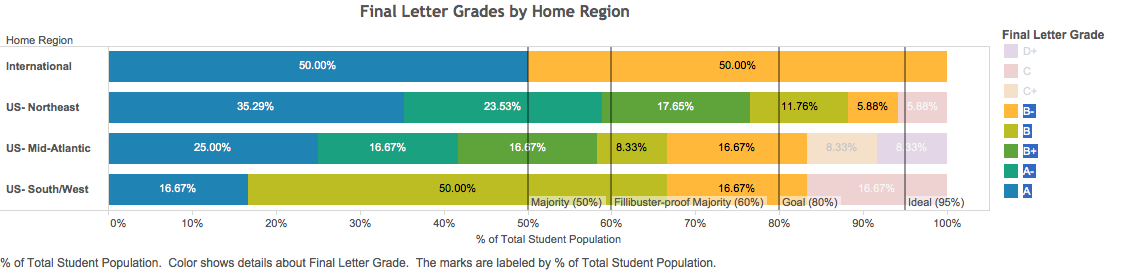 Final Letter Grades by Home Region
Home Region
International
50.00%
50.00%
US- Northeast
35.29%
23.53%
17.65%
11.76%
5.88%
5.88%
US- Mid-Atlantic
25.00%
16.67%
16.67%
8.33%
16.67%
8.33%
8.33%
US- South/West
16.67%
50.00%
16.67%
16.67%
Majority (50%)
Fillibuster-proof Majority (60%)
Goal (80%)
Ideal (95%)
0%
10%
20%
30%
40%
50%
60%
70%
80%
90%
100%
% of Total Student Population
% of Total Student Population. Color shows details about Final Letter Grade. The marks are labeled by % of Total Student Population.
Final Letter Grade
D+
C
C+
B-
B
B+
A-
A